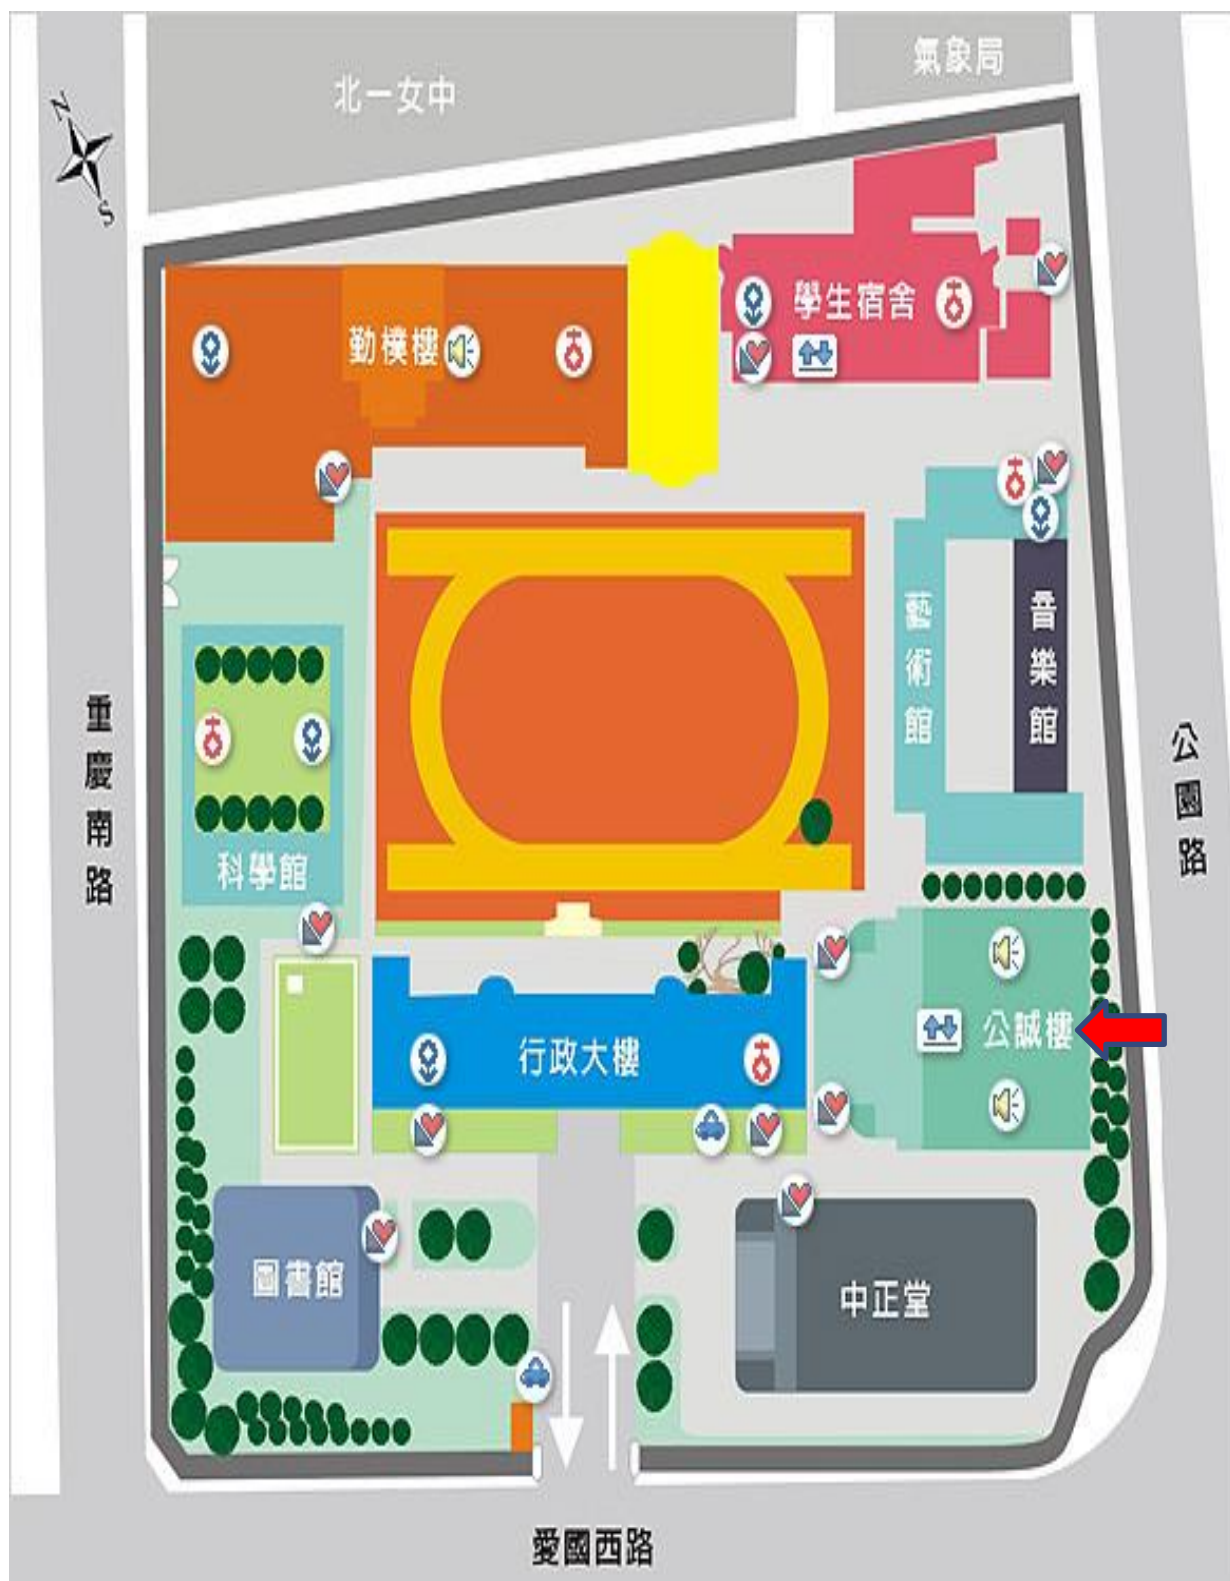 氣象局
北一女中
N
S
學生宿舍
勤樸樓
藝術館
音樂館
重慶南路
公園路
科學館
公誠樓
行政大樓
圖書館
中正堂
愛國西路